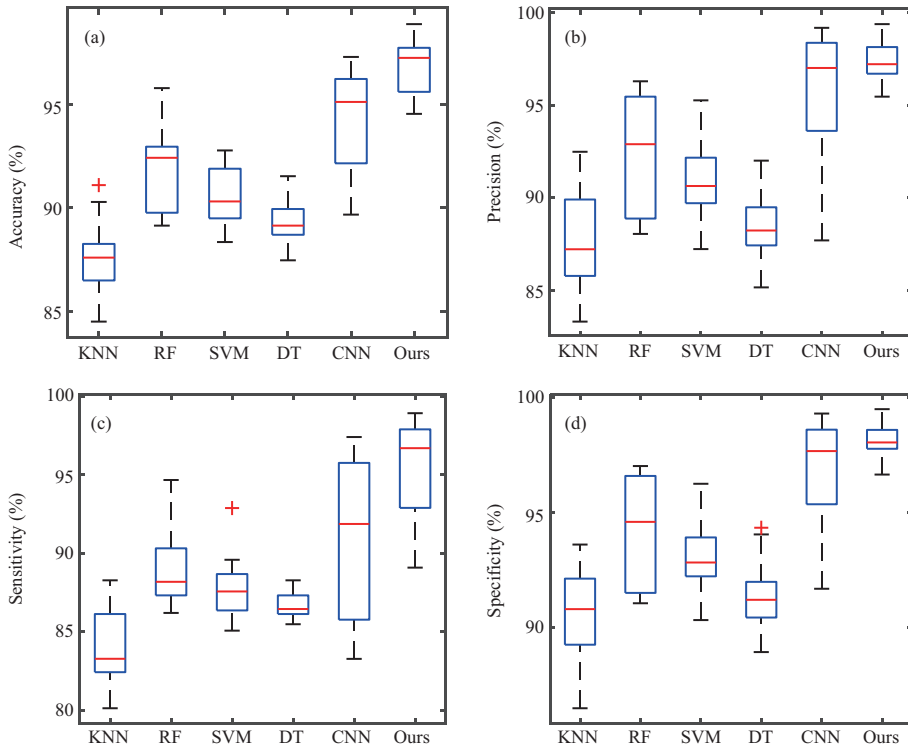 (a)
Accuracy (%)
95
90
85
KNN RF SVM DT CNN Ours
(b)
Precision (%)
100
95
90
85
KNN RF SVM DT CNN Ours
(c)
Sensitivity (%)
100
95
90
85
80
KNN RF SVM DT CNN Ours
(d)
Specificity (%)
100
95
90
KNN RF SVM DT CNN Ours